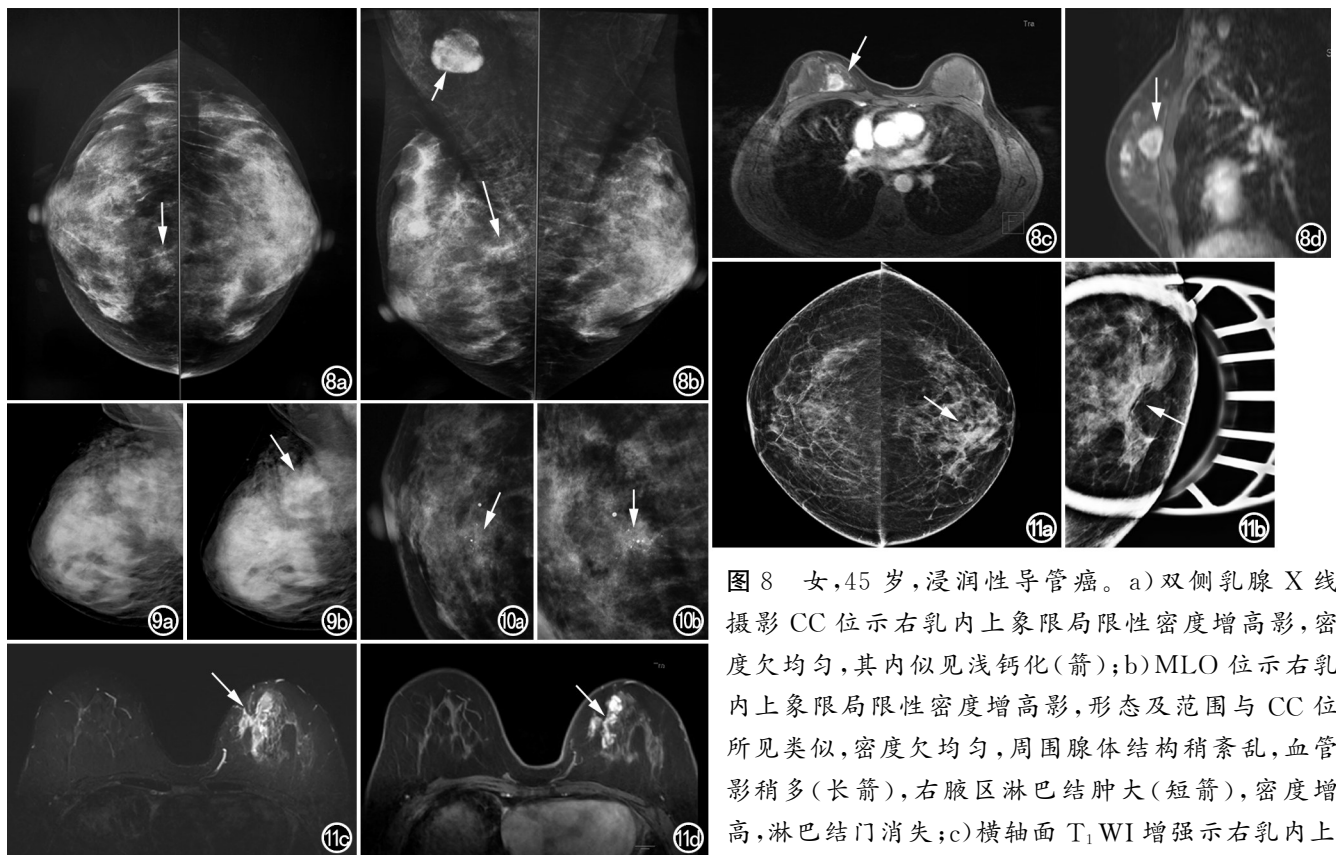 8a
8b
Tra
8c
8d
9a
9b
10a
10b
11a
11b
11c
11d
图 8　女,45 岁,浸润性导管癌。a)双侧乳腺 X 线
摄影 CC 位示右乳内上象限局限性密度增高影,密
度欠均匀,其内似见浅钙化(箭);b)MLO 位示右乳
内上象限局限性密度增高影,形态及范围与 CC 位
所见类似,密度欠均匀,周围腺体结构稍紊乱,血管
影稍多(长箭),右腋区淋巴结肿大(短箭),密度增
高,淋巴结门消失;c)横轴面 T₁WI 增强示右乳内上